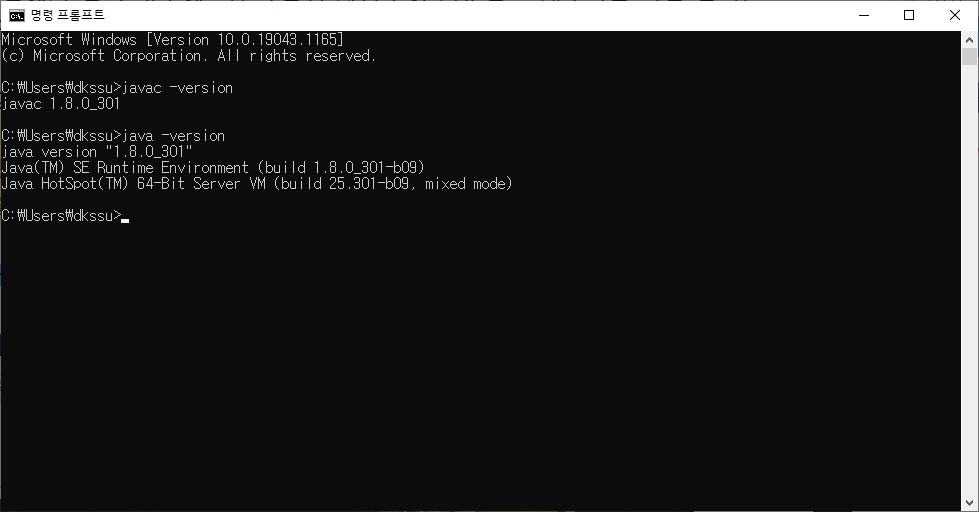 명령 프롬프트
Microsoft Windows [Version 10.0.19043.1165]
(c) Microsoft Corporation. All rights reserved.
C:₩Users₩dkssu>javac -version
javac 1.8.0_301
C:₩Users₩dkssu>java -version
java version "1.8.0_301"
Java(TM) SE Runtime Environment (build 1.8.0_301-b09)
Java HotSpot(TM) 64-Bit Server VM (build 25.301-b09, mixed mode)
C:₩Users₩dkssu>